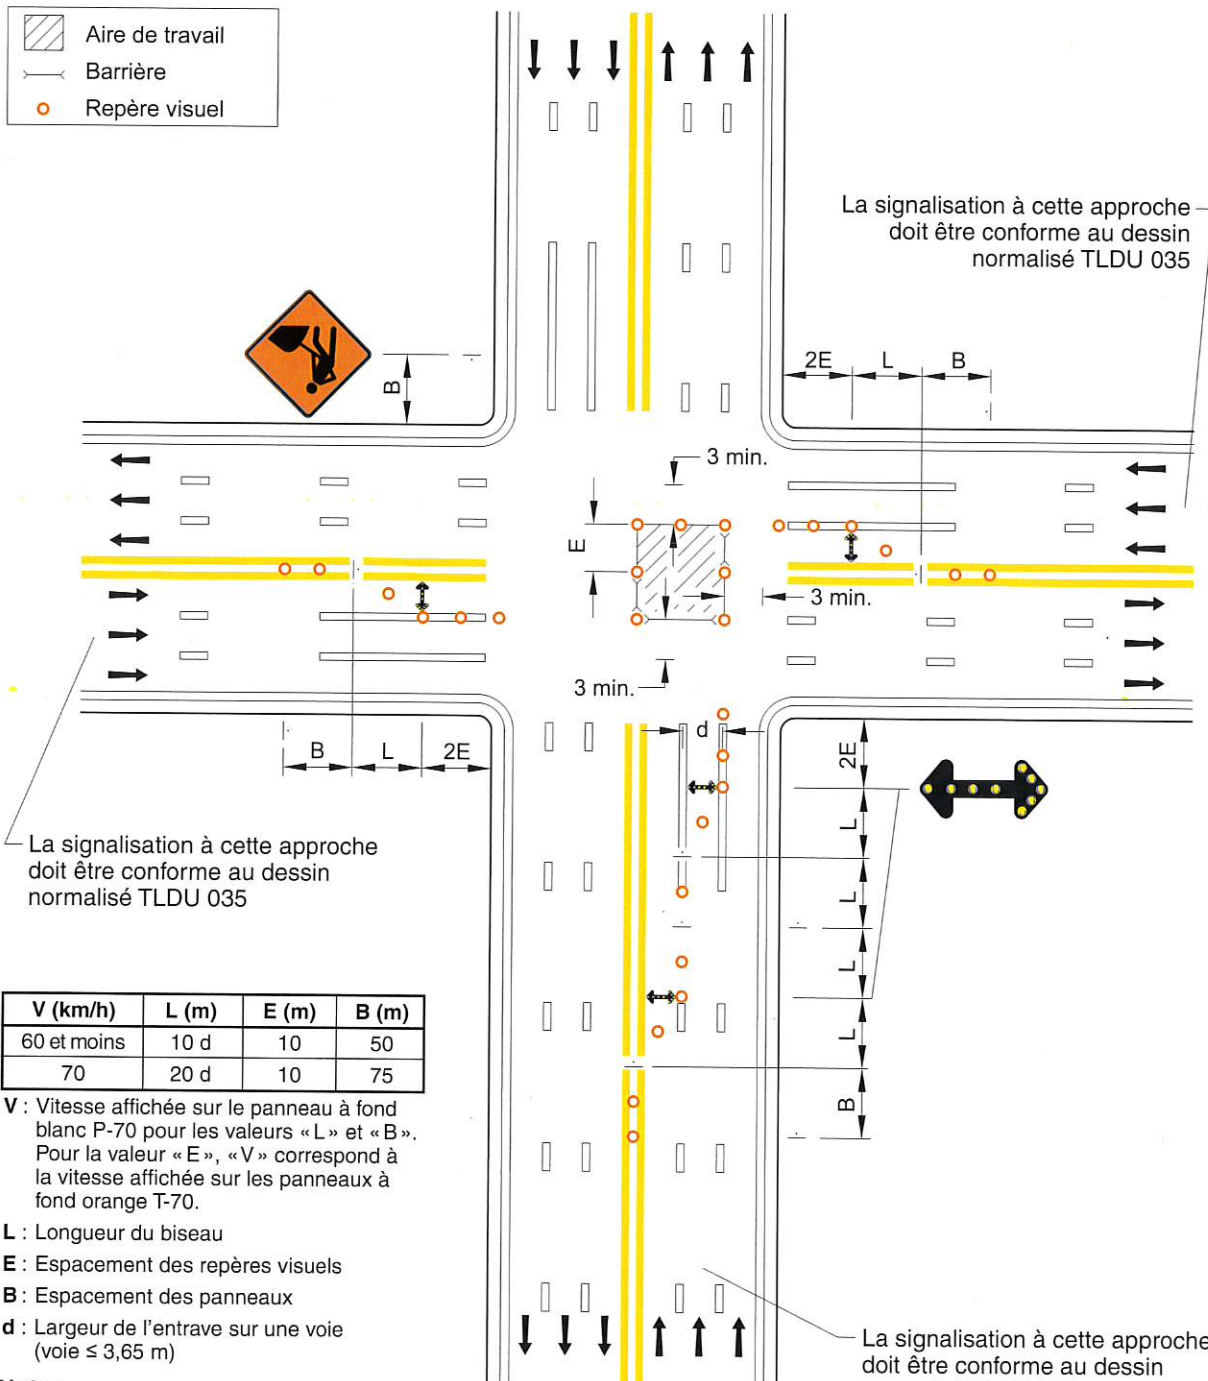 Aire de travail
Barrière
Repère visuel
La signalisation à cette approche
doit être conforme au dessin
normalisé TLDU 035
B
2E
L
B
3 min.
E
3 min.
3 min.
d
B
L
2E
2E
L
L
L
L
B
La signalisation à cette approche
doit être conforme au dessin
normalisé TLDU 035
V (km/h) L (m) E (m) B (m)
60 et moins 10 d 10 50
70 20 d 10 75
V : Vitesse affichée sur le panneau à fond
blanc P-70 pour les valeurs « L » et « B ».
Pour la valeur « E », « V » correspond à
la vitesse affichée sur les panneaux à
fond orange T-70.
L : Longueur du biseau
E : Espacement des repères visuels
B : Espacement des panneaux
d : Largeur de l'entrave sur une voie
(voie ≤ 3,65 m)
La signalisation à cette approche
doit être conforme au dessin